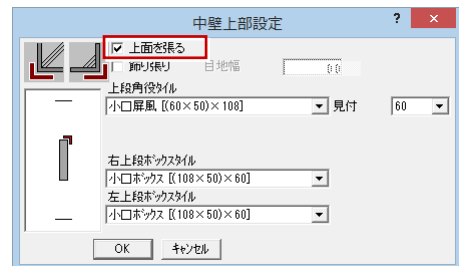 中壁上部設定
? ×
上面を張る
飾り張り 目地幅 0.0
上段角役タイル
小口屏風 [(60×50)×108] 見付 60
右上段ボックスタイル
小口ボックス [(108×50)×60]
左上段ボックスタイル
小口ボックス [(108×50)×60]
OK キャンセル